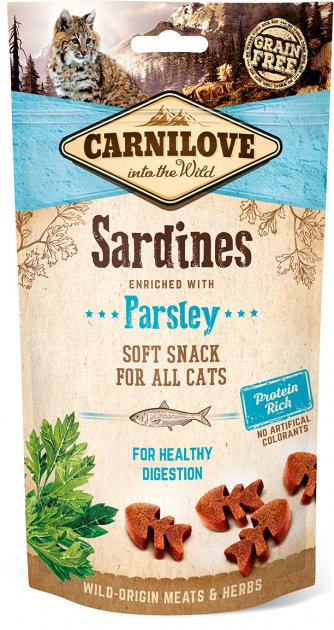 GRAIN
FREE
CARNILOVE
into the Wild
Sardines
ENRICHED WITH
Parsley
SOFT SNACK
FOR ALL CATS
Protein
Rich
NO ARTIFICAL
COLORANTS
FOR HEALTHY
DIGESTION
WILD-ORIGIN MEATS & HERBS